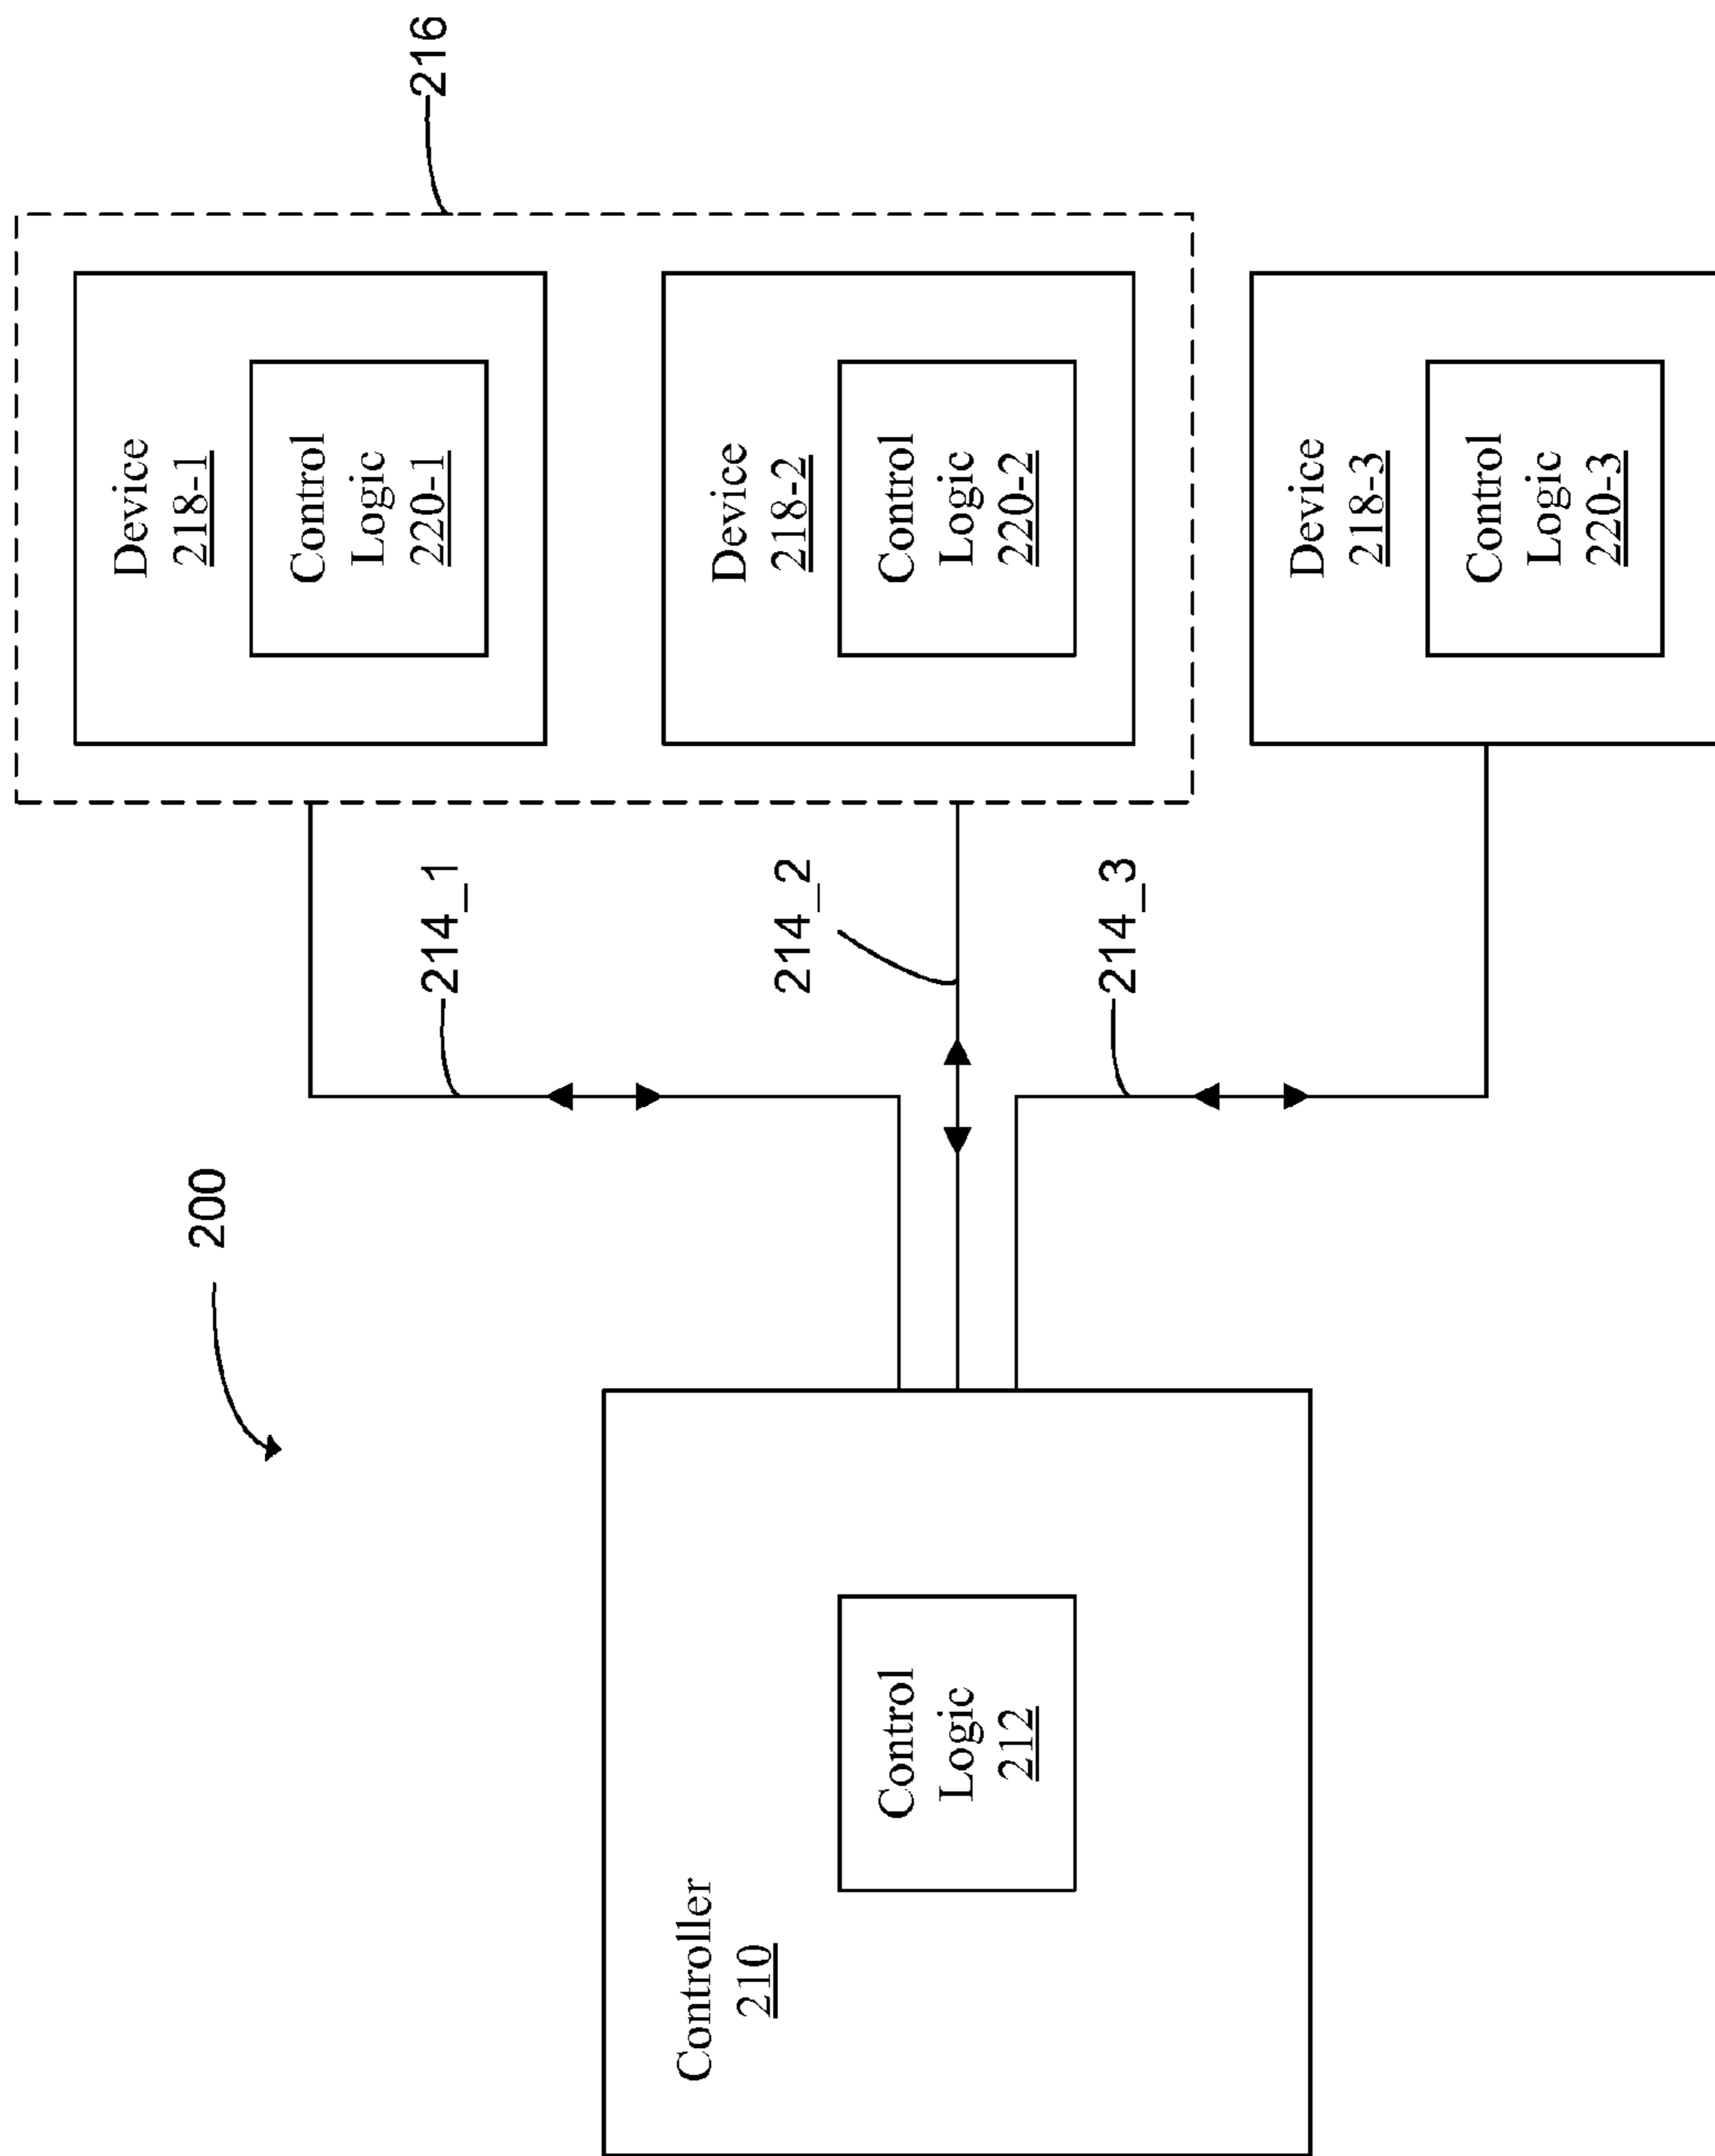 200
Controller
210
Control
Logic
212
214_1
214_2
214_3
216
Device
218-1
Control
Logic
220-1
Device
218-2
Control
Logic
220-2
Device
218-3
Control
Logic
220-3